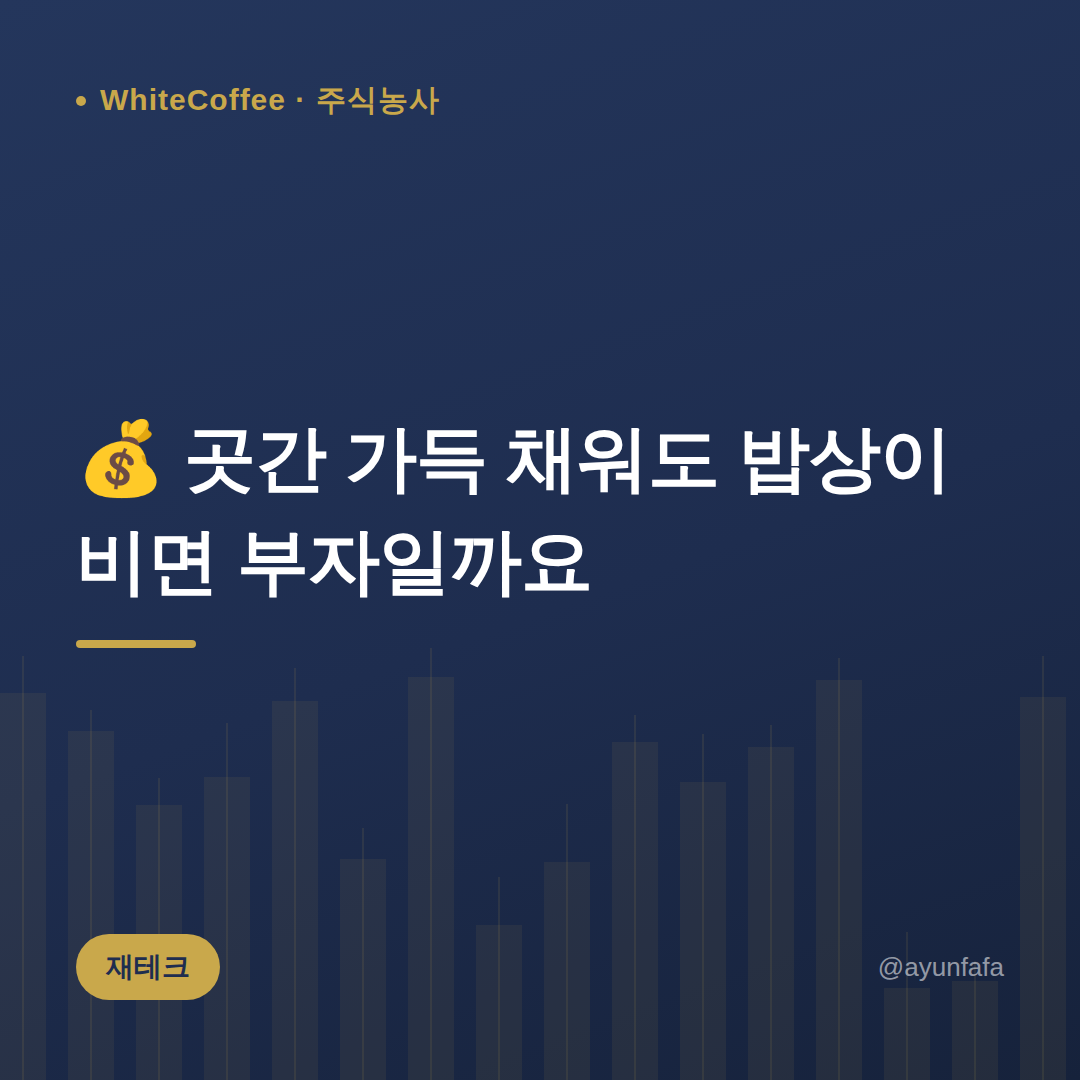 • WhiteCoffee · 주식농사
💰 곳간 가득 채워도 밥상이
비면 부자일까요
재테크
@ayunfafa